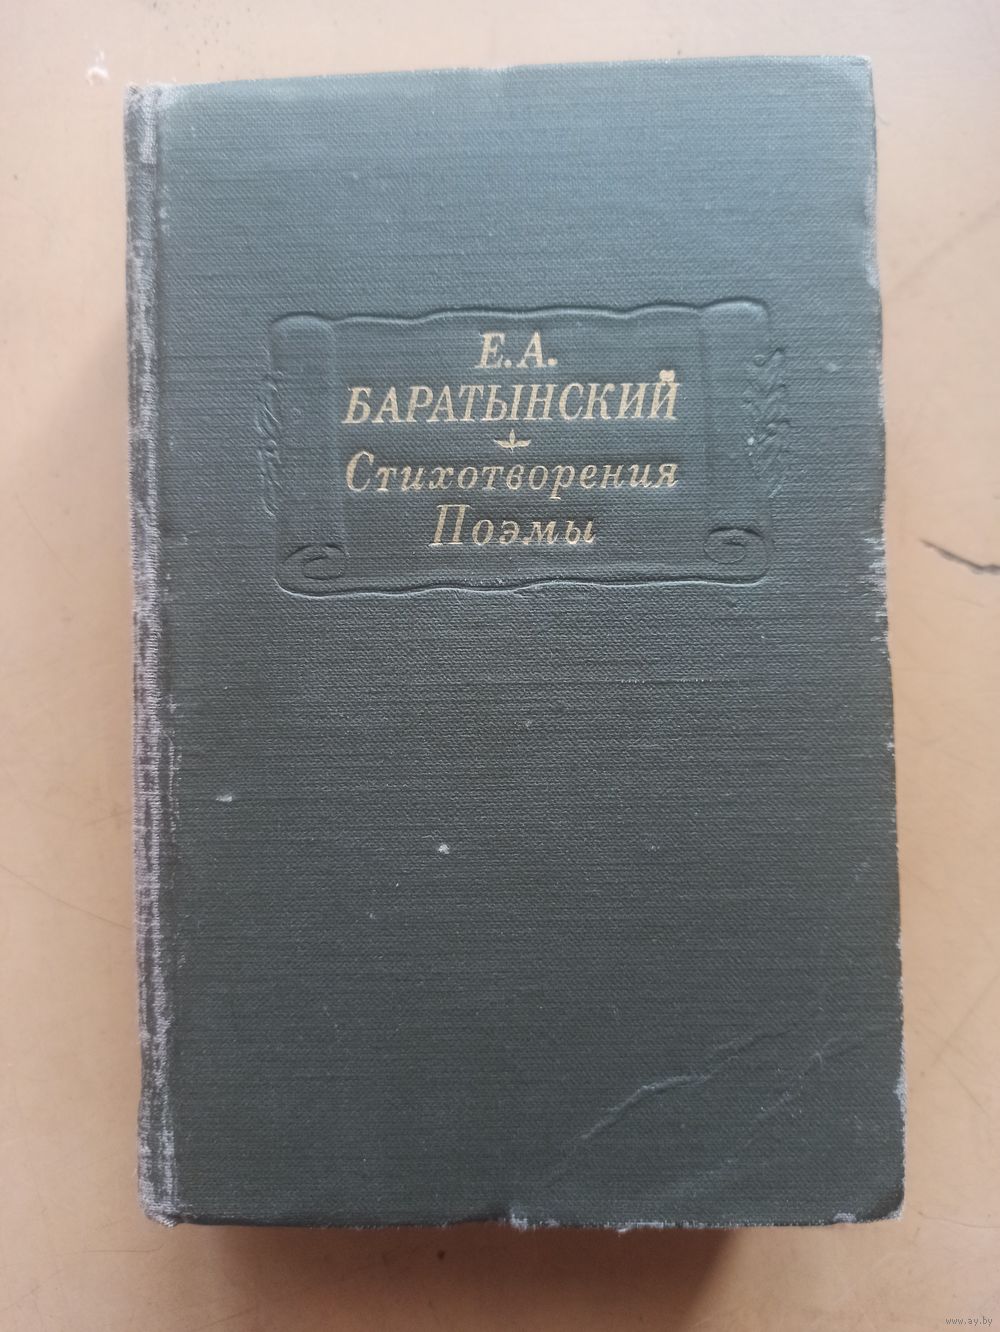 Е.А.
БАРАТЫНСКИЙ
Стихотворения
Поэмы
www.ay.by